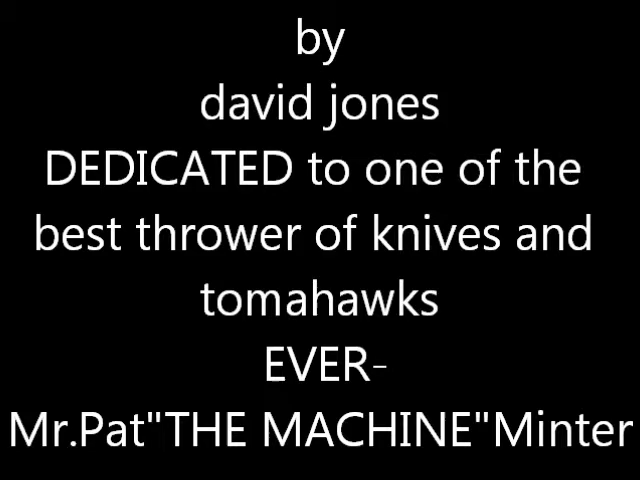 by
david jones
DEDICATED to one of the
best thrower of knives and
tomahawks
EVER-
Mr.Pat"THE MACHINE"Minter